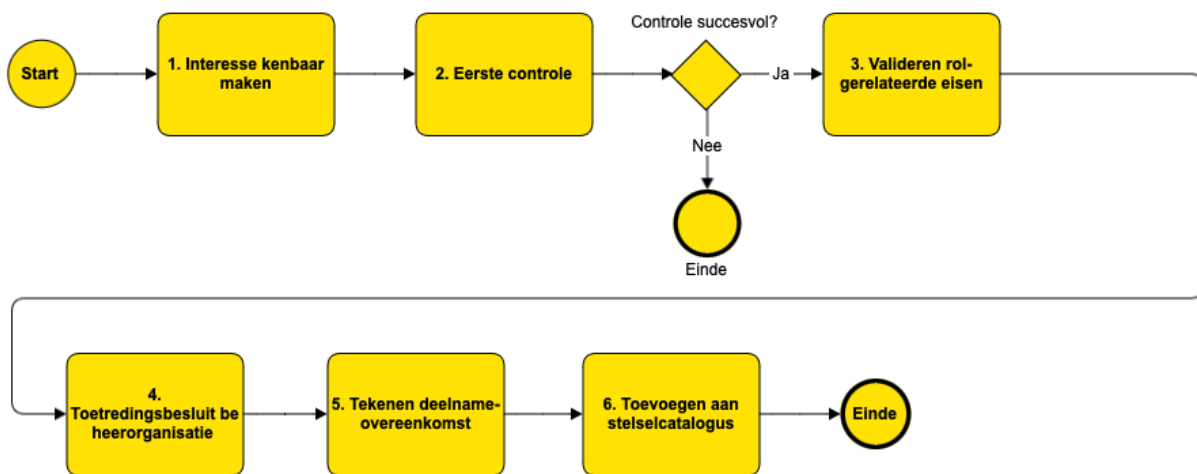 Controle succesvol?
Start
1. Interesse kenbaar
maken
2. Eerste controle
Ja
3. Valideren rol-
gerelateerde eisen
Nee
Einde
4.
Toetredingsbesluit be
heerorganisatie
5. Tekenen deelname-
overeenkomst
6. Toevoegen aan
stelselcatalogus
Einde